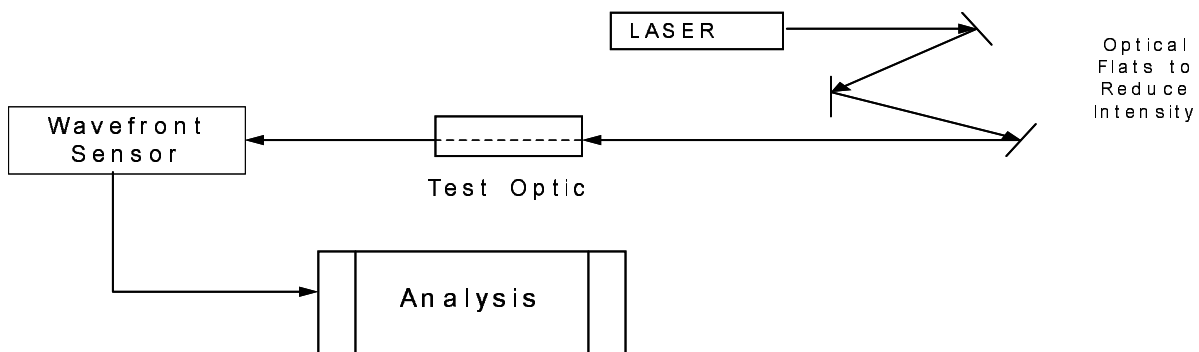 LASER
Optical
Flats to
Reduce
Intensity
Wavefront
Sensor
Test Optic
Analysis